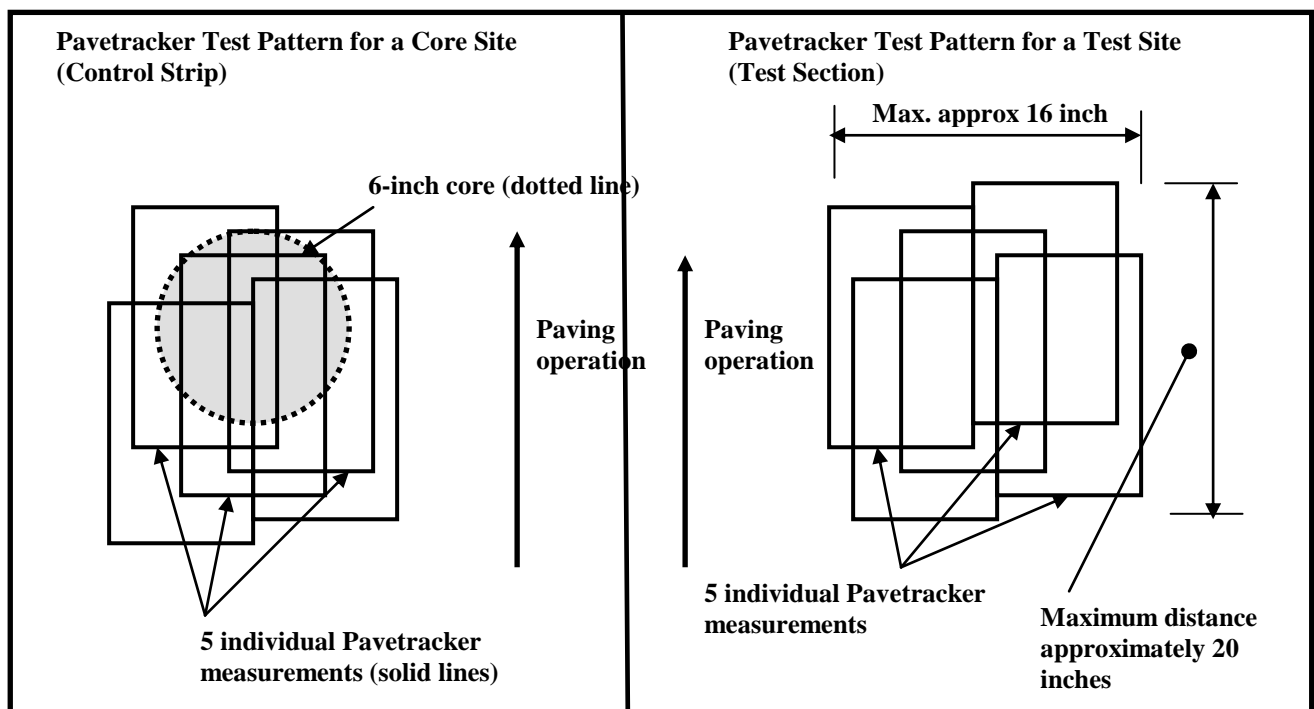 Pavetracker Test Pattern for a Core Site
(Control Strip)
6-inch core (dotted line)
Paving
operation
5 individual Pavetracker
measurements (solid lines)
Pavetracker Test Pattern for a Test Site
(Test Section)
Max. approx 16 inch
Paving
operation
5 individual Pavetracker
measurements
Maximum distance
approximately 20
inches